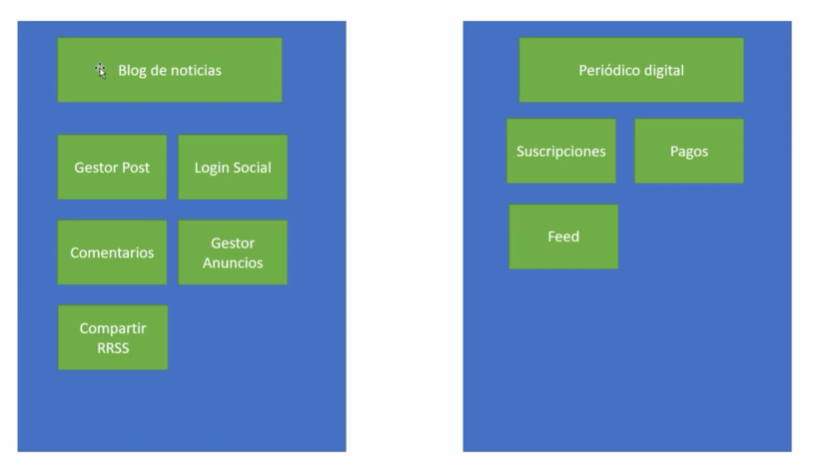 Blog de noticias
Gestor Post
Login Social
Comentarios
Gestor
Anuncios
Compartir
RRSS
Periódico digital
Suscripciones
Pagos
Feed